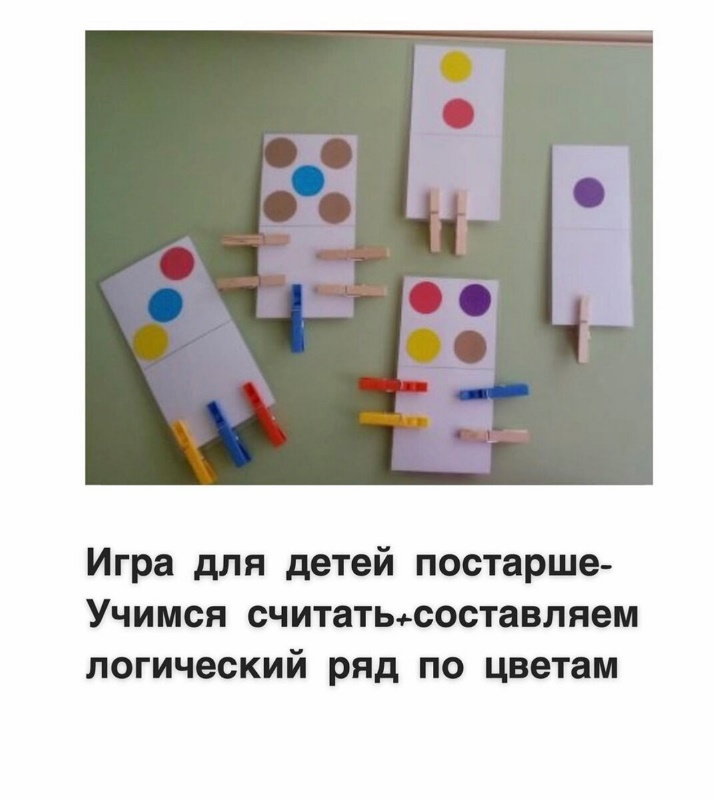 Игра для детей постарше-
Учимся считать+составляем
логический ряд по цветам